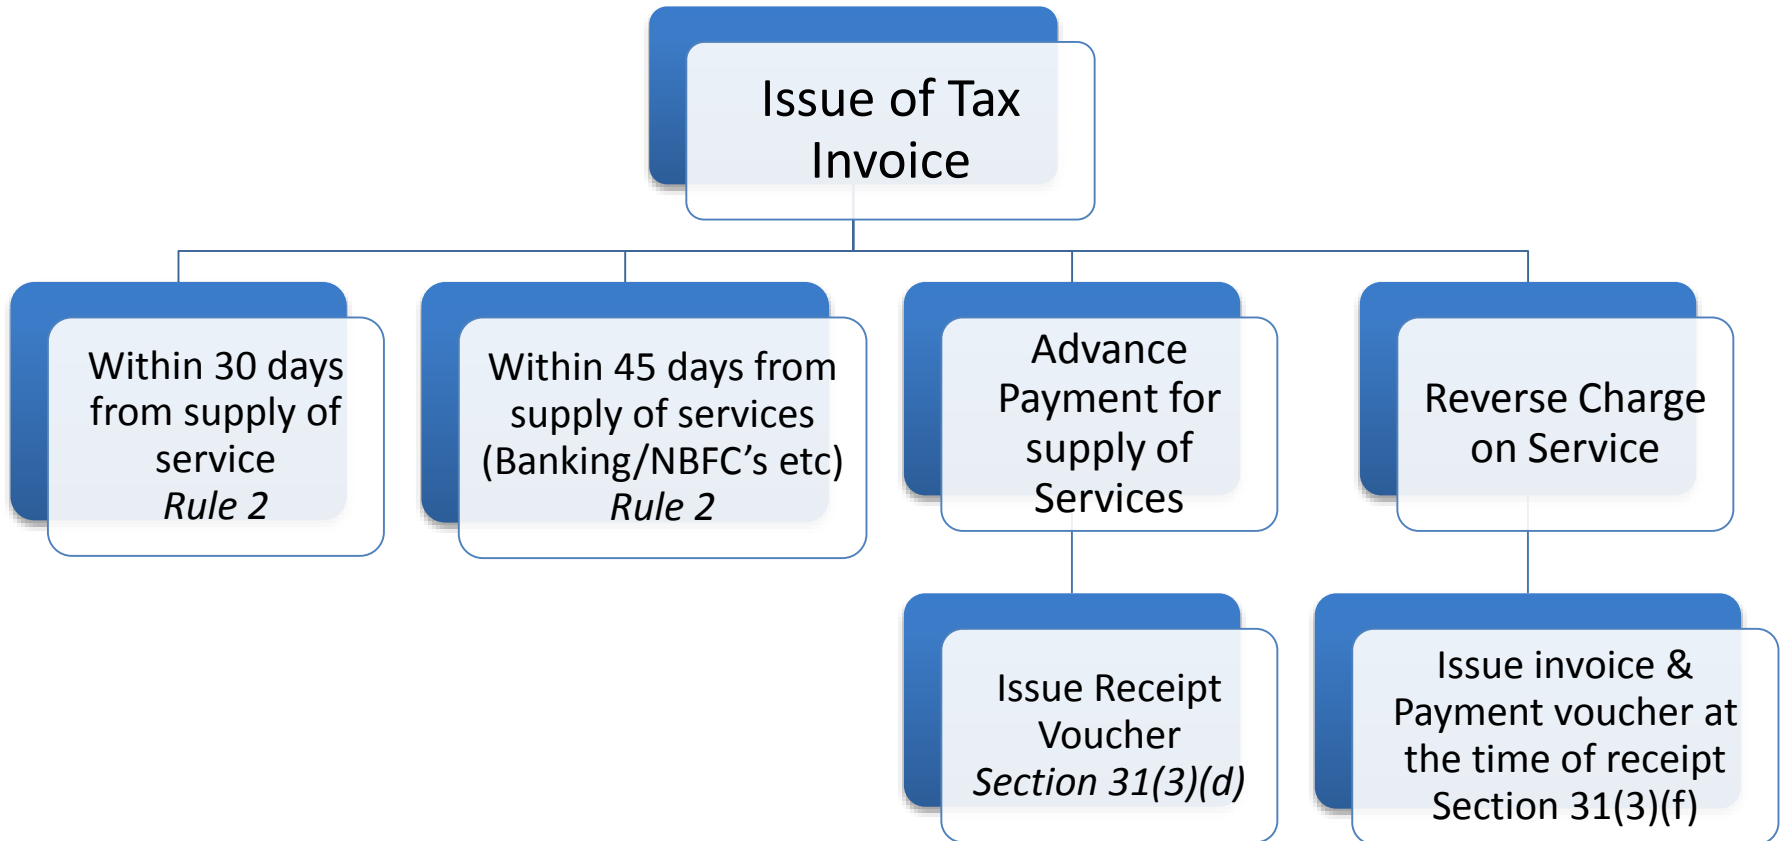 Issue of Tax
Invoice
Within 30 days
from supply of
service
Rule 2
Within 45 days from
supply of services
(Banking/NBFC’s etc)
Rule 2
Advance
Payment for
supply of
Services
Reverse Charge
on Service
Issue Receipt
Voucher
Section 31(3)(d)
Issue invoice &
Payment voucher at
the time of receipt
Section 31(3)(f)